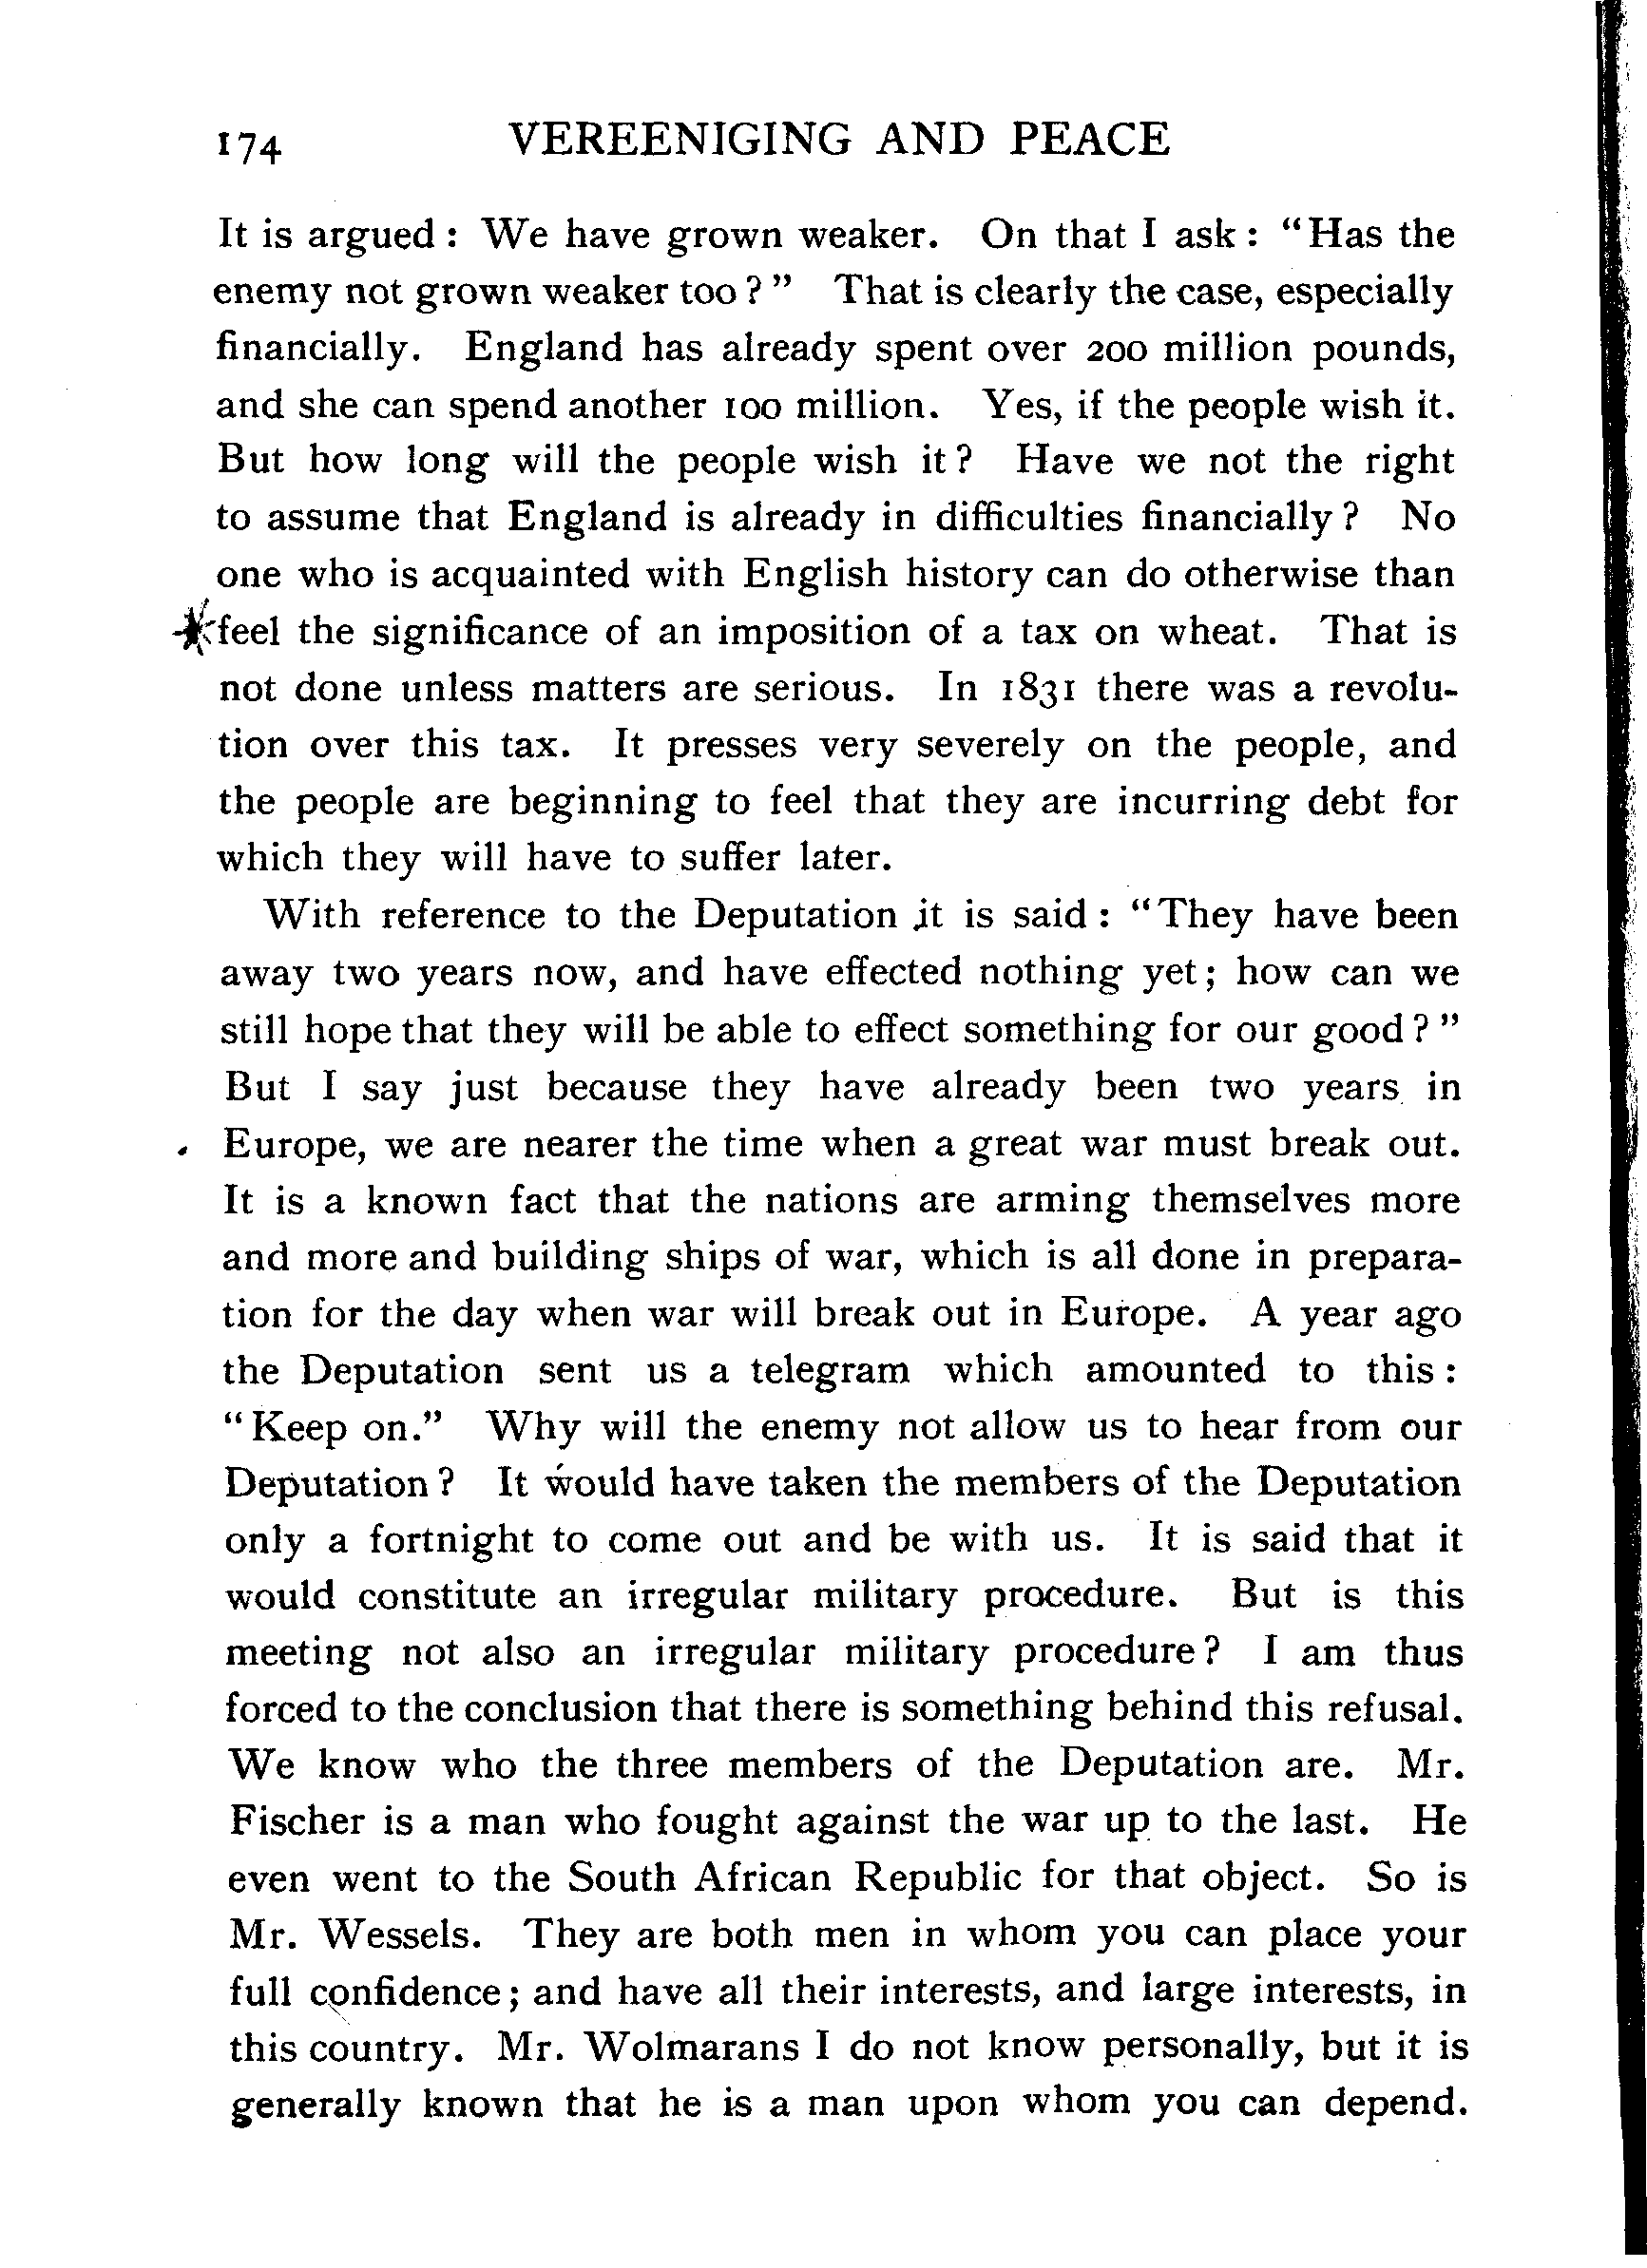 174 VEREENIGING AND PEACE
It is argued : We have grown weaker. On that I ask : “Has the
enemy not grown weaker too ? ” That is clearly the case, especially
financially. England has already spent over 200 million pounds,
and she can spend another 100 million. Yes, if the people wish it.
But how long will the people wish it ? Have we not the right
to assume that England is already in difficulties financially ? No
one who is acquainted with English history can do otherwise than
feel the significance of an imposition of a tax on wheat. That is
not done unless matters are serious. In 1831 there was a revolu-
tion over this tax. It presses very severely on the people, and
the people are beginning to feel that they are incurring debt for
which they will have to suffer later.
With reference to the Deputation it is said : “They have been
away two years now, and have effected nothing yet ; how can we
still hope that they will be able to effect something for our good ? ”
But I say just because they have already been two years in
Europe, we are nearer the time when a great war must break out.
It is a known fact that the nations are arming themselves more
and more and building ships of war, which is all done in prepara-
tion for the day when war will break out in Europe. A year ago
the Deputation sent us a telegram which amounted to this :
“Keep on.” Why will the enemy not allow us to hear from our
Deputation ? It would have taken the members of the Deputation
only a fortnight to come out and be with us. It is said that it
would constitute an irregular military procedure. But is this
meeting not also an irregular military procedure ? I am thus
forced to the conclusion that there is something behind this refusal.
We know who the three members of the Deputation are. Mr.
Fischer is a man who fought against the war up to the last. He
even went to the South African Republic for that object. So is
Mr. Wessels. They are both men in whom you can place your
full confidence ; and have all their interests, and large interests, in
this country. Mr. Wolmarans I do not know personally, but it is
generally known that he is a man upon whom you can depend.